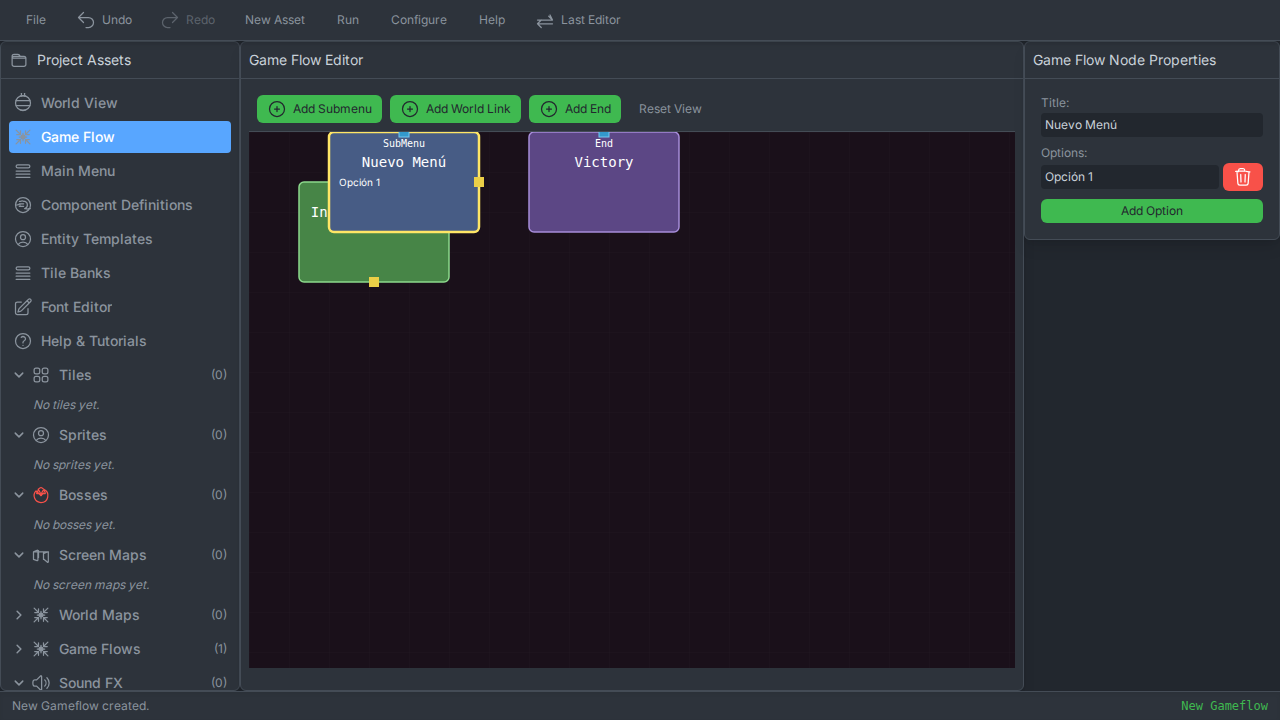 File Undo Redo New Asset Run Configure Help Last Editor
Project Assets
World View
Game Flow
Main Menu
Component Definitions
Entity Templates
Tile Banks
Font Editor
Help & Tutorials
Tiles (0)
No tiles yet.
Sprites (0)
No sprites yet.
Bosses (0)
No bosses yet.
Screen Maps (0)
No screen maps yet.
World Maps (0)
Game Flows (1)
Sound FX (0)
Game Flow Editor
Add Submenu Add World Link Add End Reset View
SubMenu
Nuevo Menú
Opción 1
In
End
Victory
Game Flow Node Properties
Title:
Nuevo Menú
Options:
Opción 1
Add Option
New Gameflow created.
New Gameflow